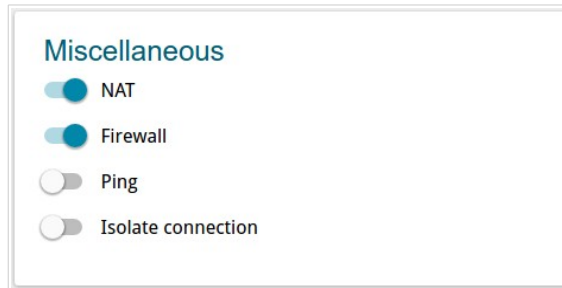 Miscellaneous
NAT
Firewall
Ping
Isolate connection